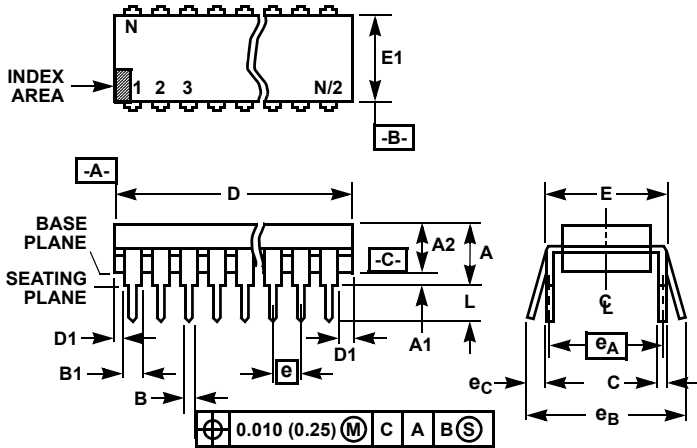 N
E1
INDEX
AREA
1 2 3 N/2
-B-
-A-
D
E
BASE
PLANE
A2
A
-C-
SEATING
PLANE
L
℄
D1
A1
D1
B1
e
eA
B
eC
C
eB
⌖ 0.010 (0.25) Ⓜ C A B Ⓢ